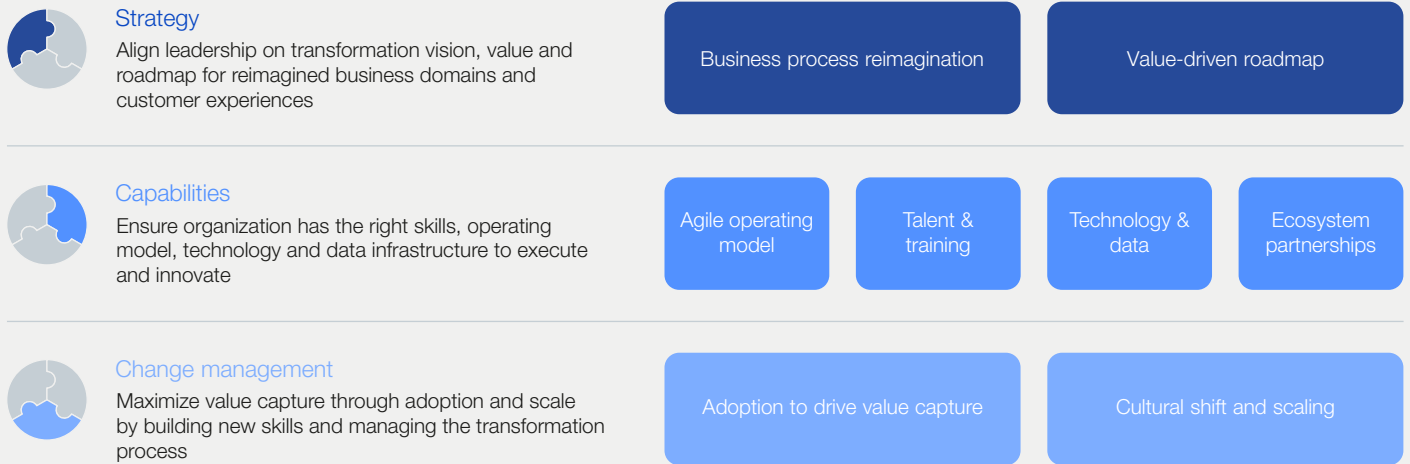 Strategy
Align leadership on transformation vision, value and
roadmap for reimagined business domains and
customer experiences
Business process reimagination
Value-driven roadmap
Capabilities
Ensure organization has the right skills, operating
model, technology and data infrastructure to execute
and innovate
Agile operating
model
Talent &
training
Technology &
data
Ecosystem
partnerships
Change management
Maximize value capture through adoption and scale
by building new skills and managing the transformation
process
Adoption to drive value capture
Cultural shift and scaling